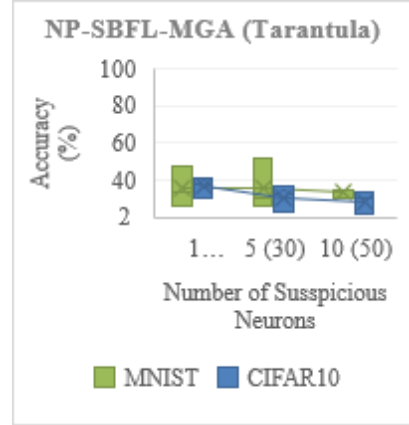 NP-SBFL-MGA (Tarantula)
100
80
60
40
2
Accuracy
(%)
1... 5 (30) 10 (50)
Number of Susspicious
Neurons
MNIST CIFAR10